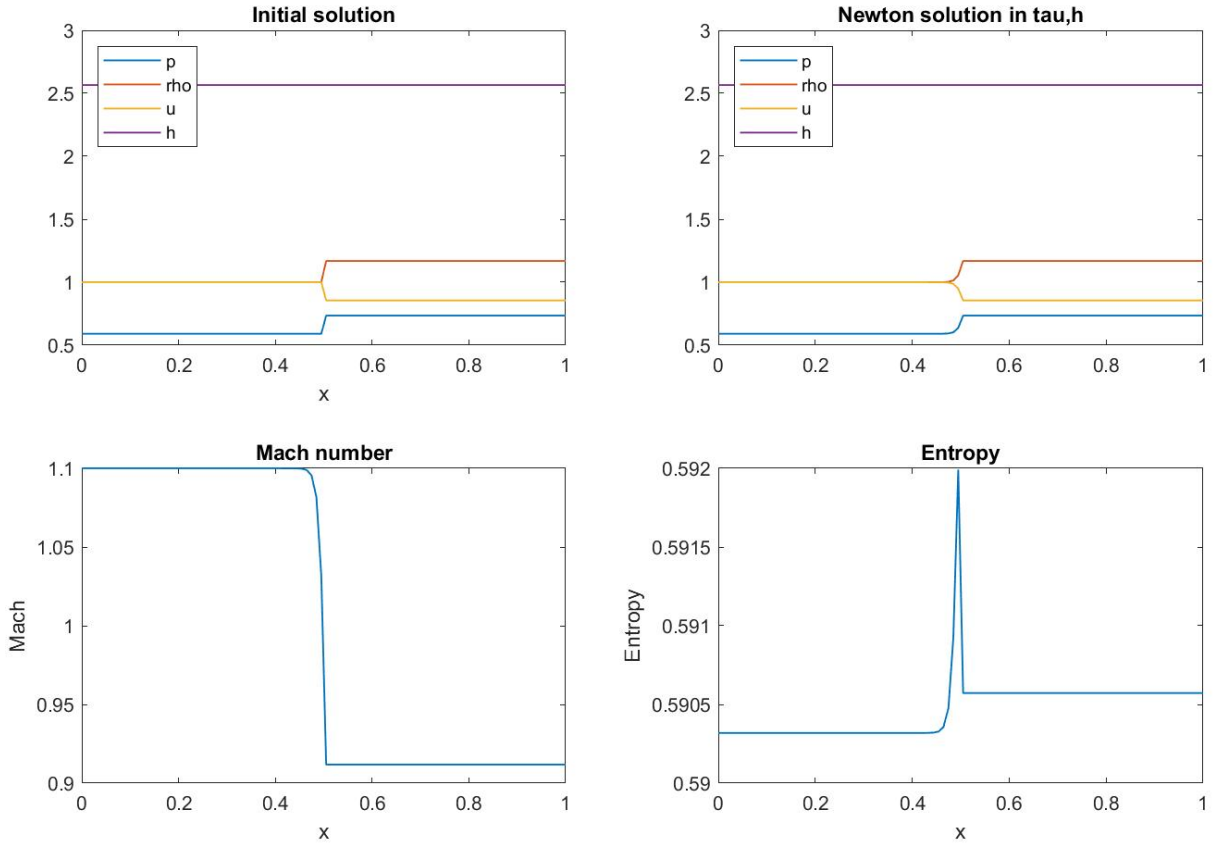 Initial solution
3
2.5
2
1.5
1
0.5
p
rho
u
h
0 0.2 0.4 0.6 0.8 1
x
Newton solution in tau,h
3
2.5
2
1.5
1
0.5
p
rho
u
h
0 0.2 0.4 0.6 0.8 1
Mach number
Mach
1.1
1.05
1
0.95
0.9
0 0.2 0.4 0.6 0.8 1
x
Entropy
Entropy
0.592
0.5915
0.591
0.5905
0.59
0 0.2 0.4 0.6 0.8 1
x